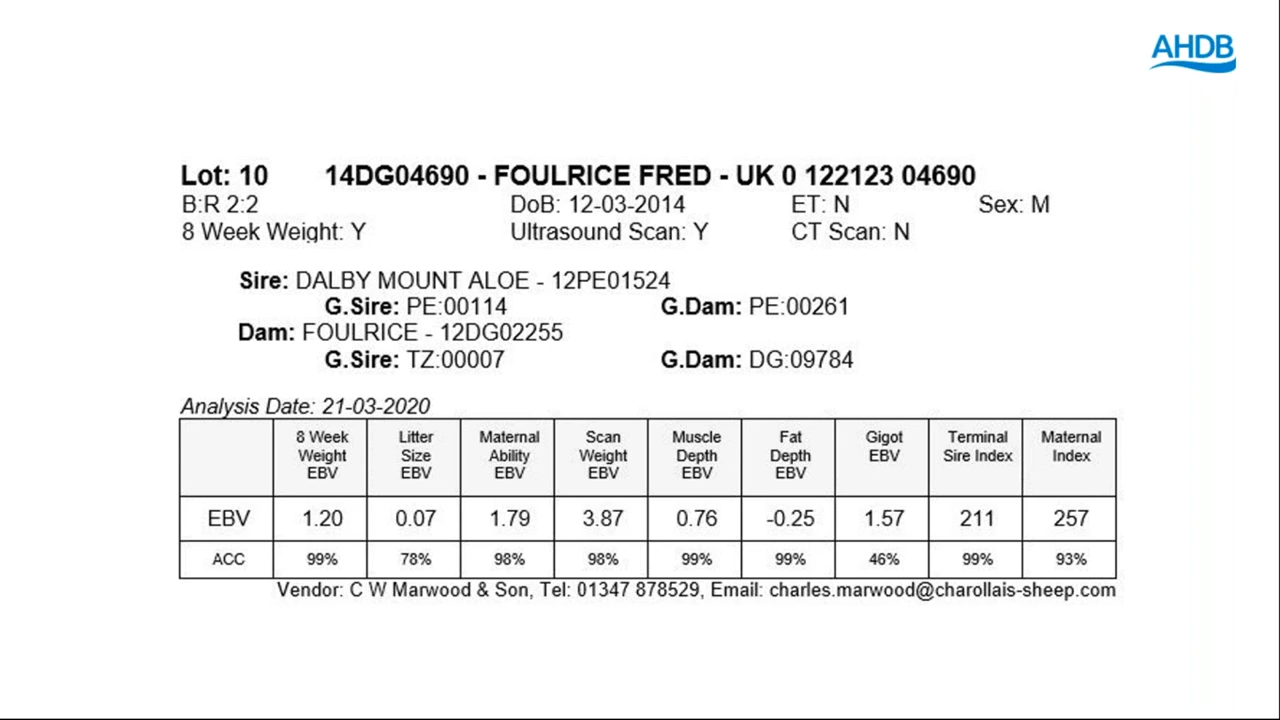 AHDB
Lot: 10 14DG04690 - FOULRICE FRED - UK 0 122123 04690
B:R 2:2 DoB: 12-03-2014 ET: N Sex: M
8 Week Weight: Y Ultrasound Scan: Y CT Scan: N
Sire: DALBY MOUNT ALOE - 12PE01524
G.Sire: PE:00114 G.Dam: PE:00261
Dam: FOULRICE - 12DG02255
G.Sire: TZ:00007 G.Dam: DG:09784
Analysis Date: 21-03-2020
8 Week Litter Maternal Scan Muscle Fat Gigot Terminal Maternal
Weight Size Ability Weight Depth Depth EBV Sire Index Index
EBV EBV EBV EBV EBV EBV
EBV 1.20 0.07 1.79 3.87 0.76 -0.25 1.57 211 257
ACC 99% 78% 98% 98% 99% 99% 46% 99% 93%
Vendor: C W Marwood & Son, Tel: 01347 878529, Email: charles.marwood@charollais-sheep.com